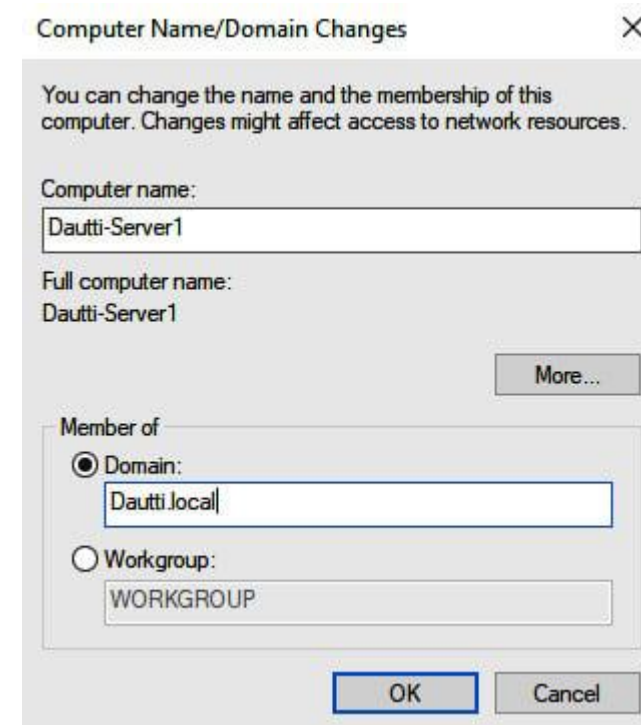 Computer Name/Domain Changes
You can change the name and the membership of this
computer. Changes might affect access to network resources.
Computer name:
Dautti-Server1
Full computer name:
Dautti-Server1
More...
Member of
Domain:
Dautti.local
Workgroup:
WORKGROUP
OK
Cancel